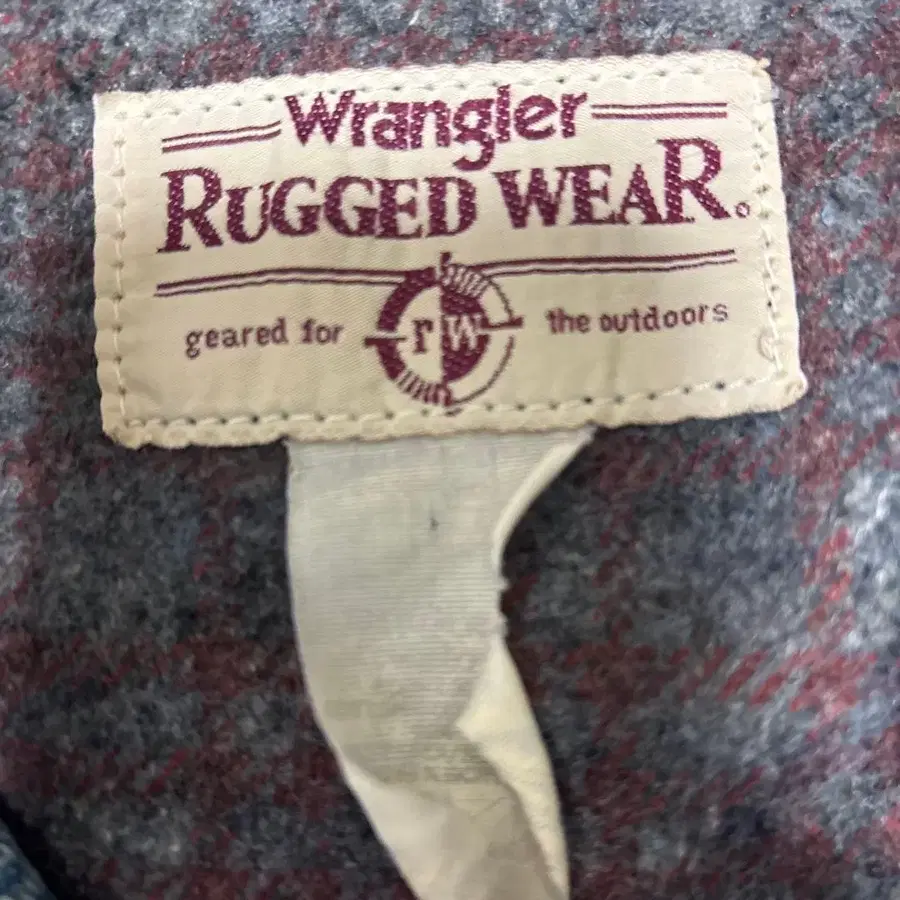 Wrangler
RUGGED WEAR®
geared for the outdoors
rw